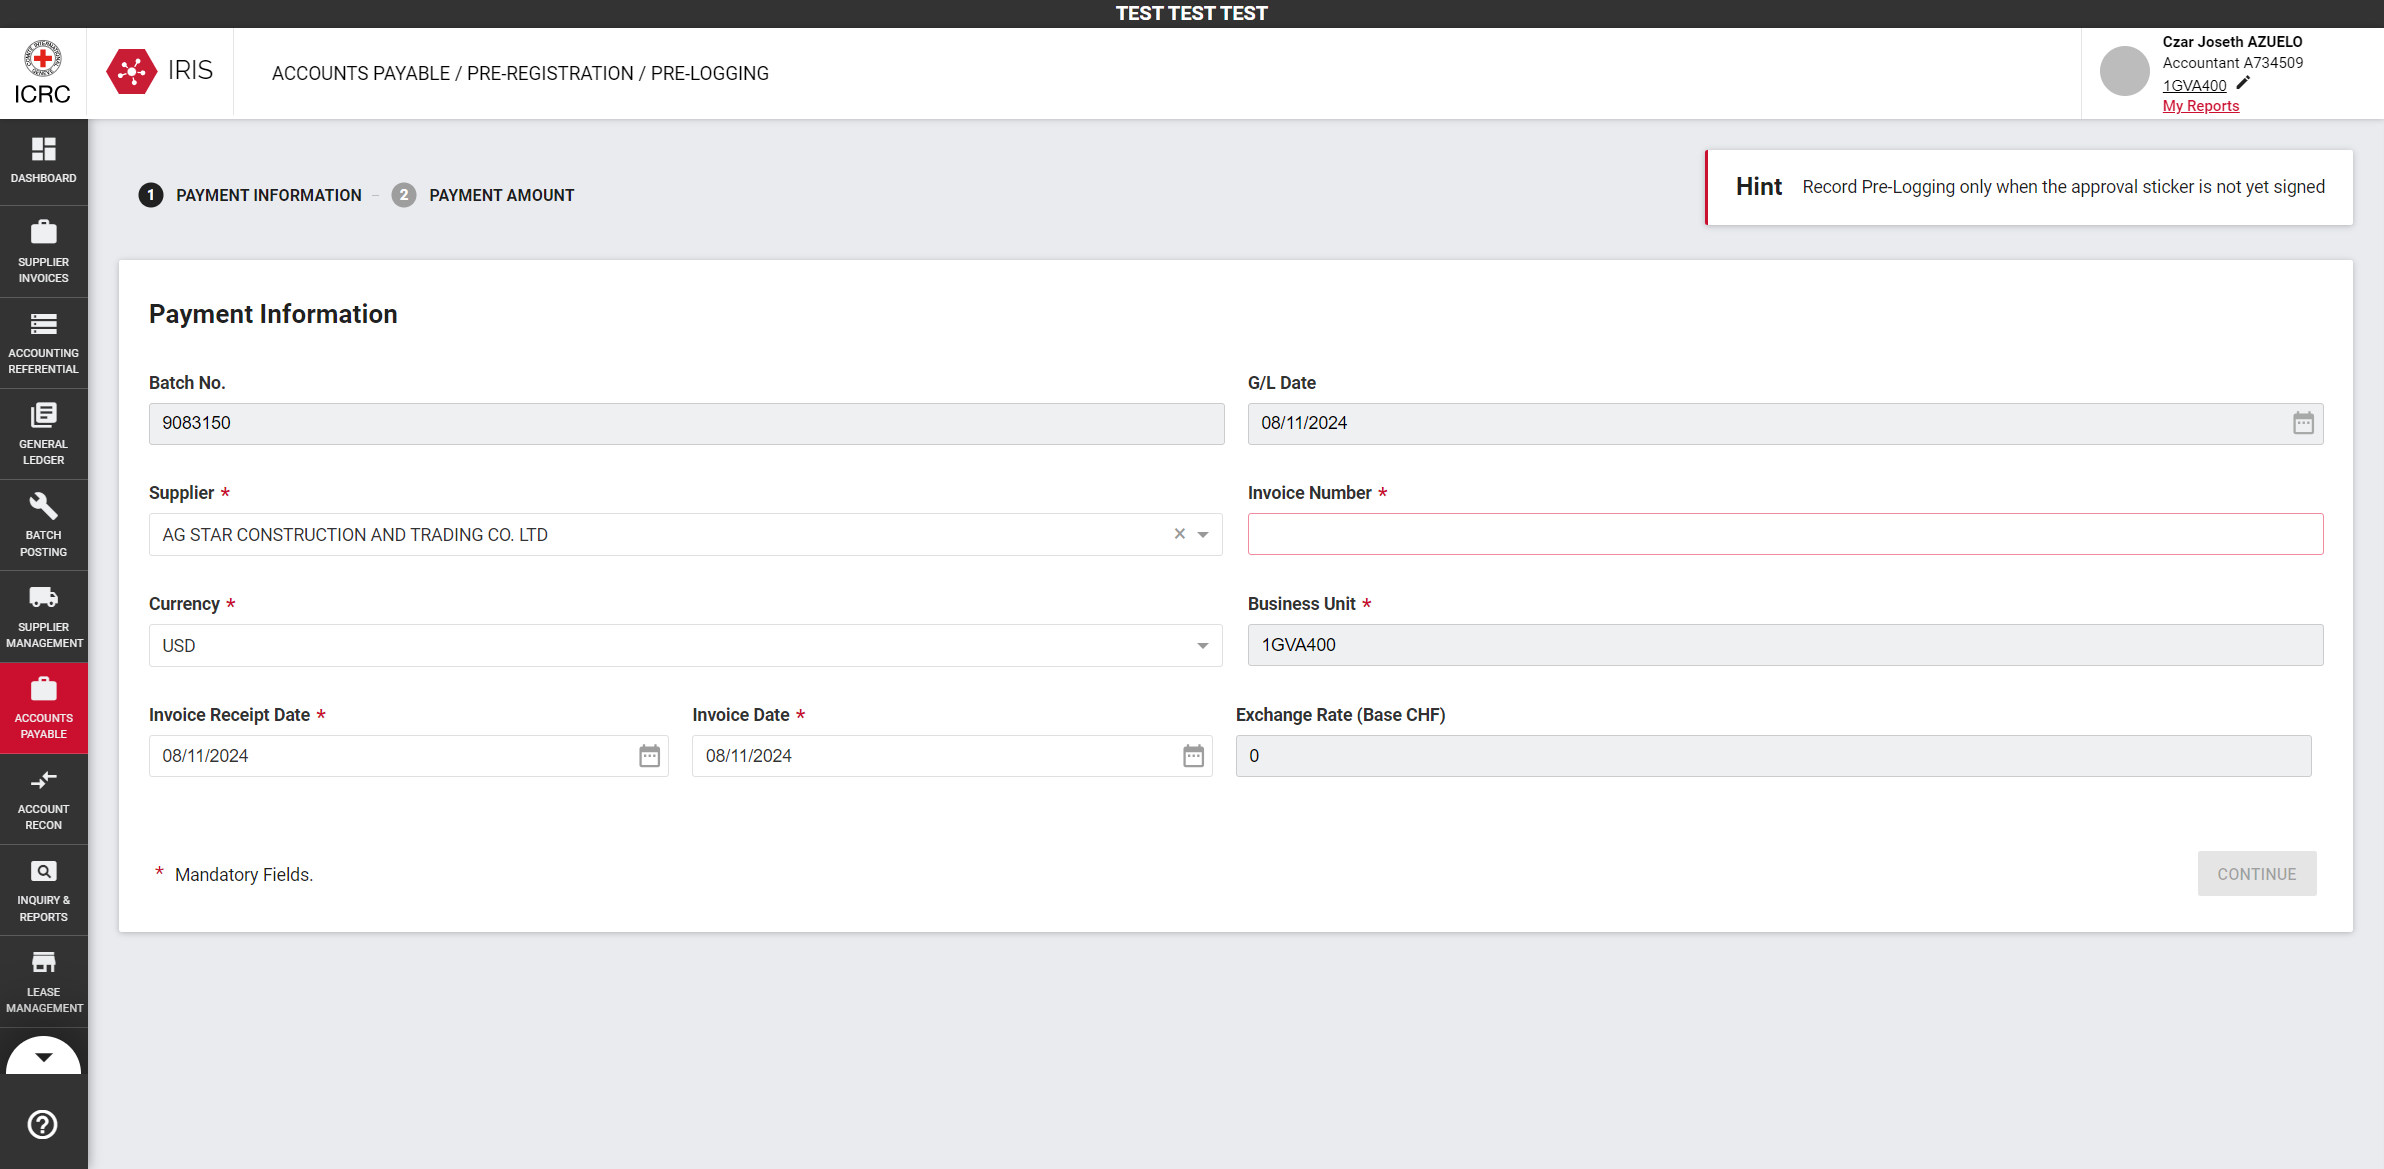 TEST TEST TEST
ICRC
IRIS
ACCOUNTS PAYABLE / PRE-REGISTRATION / PRE-LOGGING
Czar Joseth AZUELO
Accountant A734509
1GVA400
My Reports
DASHBOARD
SUPPLIER
INVOICES
ACCOUNTING
REFERENTIAL
GENERAL
LEDGER
BATCH
POSTING
SUPPLIER
MANAGEMENT
ACCOUNTS
PAYABLE
ACCOUNT
RECON
INQUIRY &
REPORTS
LEASE
MANAGEMENT
1 PAYMENT INFORMATION – 2 PAYMENT AMOUNT
Hint Record Pre-Logging only when the approval sticker is not yet signed
Payment Information
Batch No.
9083150
G/L Date
08/11/2024
Supplier *
AG STAR CONSTRUCTION AND TRADING CO. LTD
Invoice Number *
Currency *
USD
Business Unit *
1GVA400
Invoice Receipt Date *
08/11/2024
Invoice Date *
08/11/2024
Exchange Rate (Base CHF)
0
* Mandatory Fields.
CONTINUE